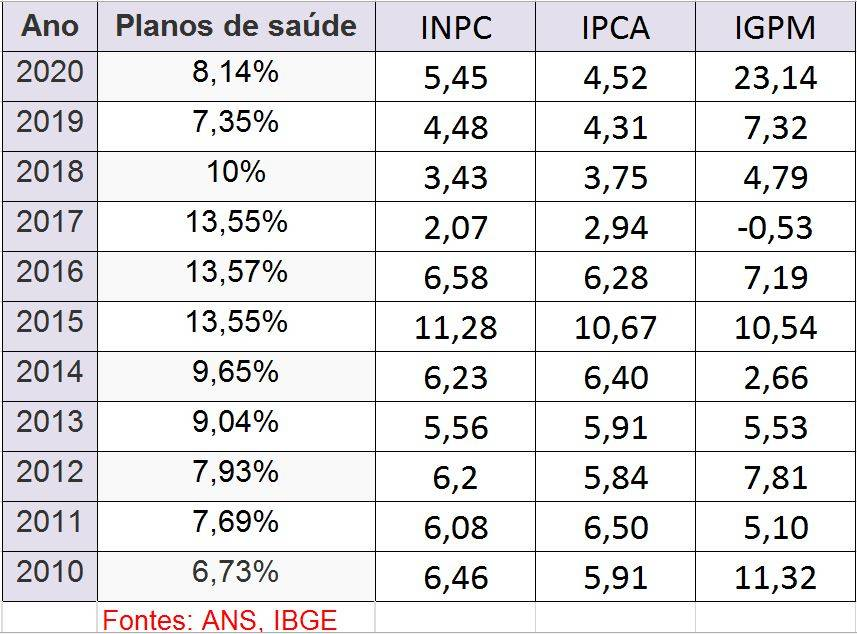 Ano Planos de saúde INPC IPCA IGPM
2020 8,14% 5,45 4,52 23,14
2019 7,35% 4,48 4,31 7,32
2018 10% 3,43 3,75 4,79
2017 13,55% 2,07 2,94 -0,53
2016 13,57% 6,58 6,28 7,19
2015 13,55% 11,28 10,67 10,54
2014 9,65% 6,23 6,40 2,66
2013 9,04% 5,56 5,91 5,53
2012 7,93% 6,2 5,84 7,81
2011 7,69% 6,08 6,50 5,10
2010 6,73% 6,46 5,91 11,32
Fontes: ANS, IBGE